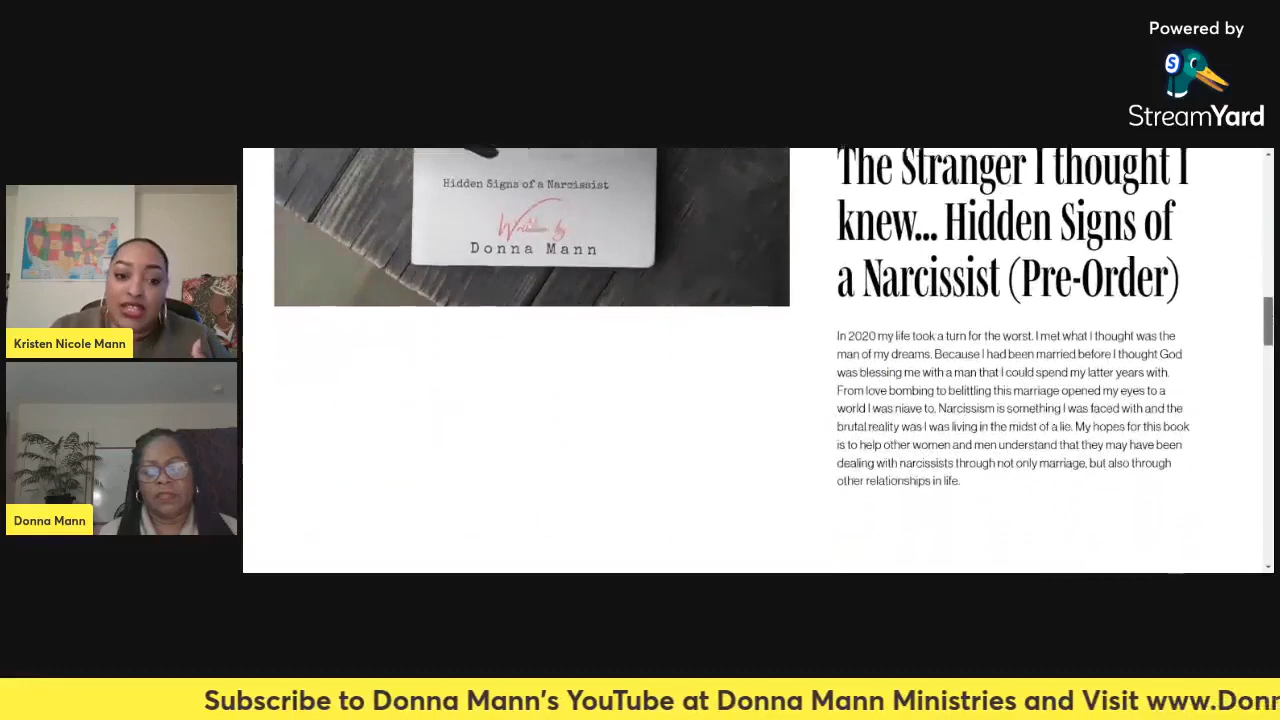 Powered by
StreamYard
Kristen Nicole Mann
Donna Mann
Hidden Signs of a Narcissist
Written by
Donna Mann
The Stranger I thought I
knew... Hidden Signs of
a Narcissist (Pre-Order)
In 2020 my life took a turn for the worst. I met what I thought was the
man of my dreams. Because I had been married before I thought God
was blessing me with a man that I could spend my latter years with.
From love bombing to belittling this marriage opened my eyes to a
world I was niave to. Narcissism is something I was faced with and the
brutal reality was I was living in the midst of a lie. My hopes for this book
is to help other women and men understand that they may have been
dealing with narcissists through not only marriage, but also through
other relationships in life.
Subscribe to Donna Mann's YouTube at Donna Mann Ministries and Visit www.Donn